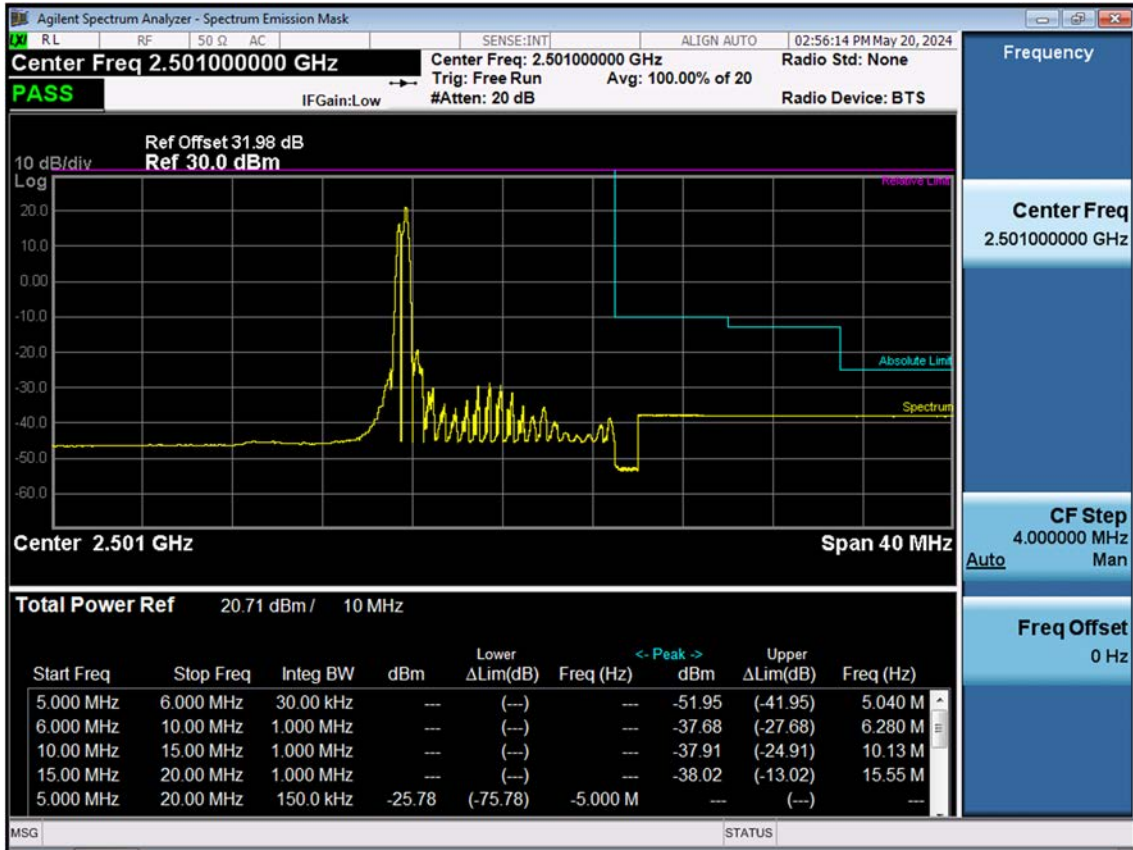 Agilent Spectrum Analyzer - Spectrum Emission Mask
LXI RL RF 50 Ω AC SENSE:INT ALIGN AUTO 02:56:14 PM May 20, 2024
Center Freq 2.501000000 GHz Center Freq: 2.501000000 GHz Radio Std: None
Trig: Free Run Avg: 100.00% of 20
PASS IFGain:Low #Atten: 20 dB Radio Device: BTS
Ref Offset 31.98 dB
10 dB/div Ref 30.0 dBm
Log
Relative Limit
20.0
10.0
0.00
-10.0
-20.0
Absolute Limit
-30.0
Spectrum
-40.0
-50.0
-60.0
Center 2.501 GHz Span 40 MHz
Total Power Ref 20.71 dBm / 10 MHz
Lower <- Peak -> Upper
Start Freq Stop Freq Integ BW dBm ΔLim(dB) Freq (Hz) dBm ΔLim(dB) Freq (Hz)
5.000 MHz 6.000 MHz 30.00 kHz --- (---) --- -51.95 (-41.95) 5.040 M
6.000 MHz 10.00 MHz 1.000 MHz --- (---) --- -37.68 (-27.68) 6.280 M
10.00 MHz 15.00 MHz 1.000 MHz --- (---) --- -37.91 (-24.91) 10.13 M
15.00 MHz 20.00 MHz 1.000 MHz --- (---) --- -38.02 (-13.02) 15.55 M
5.000 MHz 20.00 MHz 150.0 kHz -25.78 (-75.78) -5.000 M --- (---) ---
MSG STATUS
Frequency
Center Freq
2.501000000 GHz
CF Step
4.000000 MHz
Auto Man
Freq Offset
0 Hz